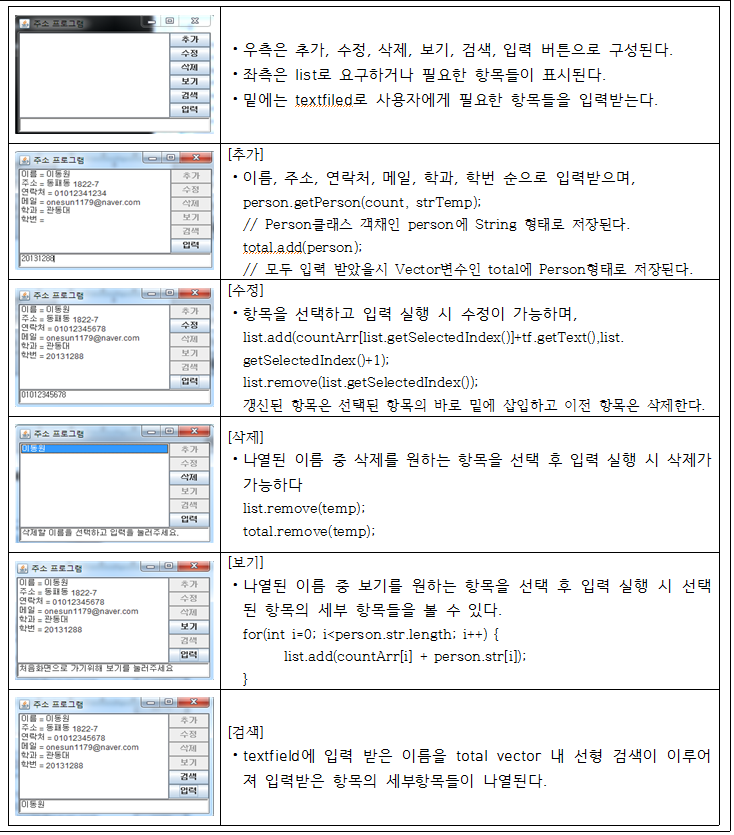 주소 프로그램
추가
수정
삭제
보기
검색
입력
• 우측은 추가, 수정, 삭제, 보기, 검색, 입력 버튼으로 구성된다.
• 좌측은 list로 요구하거나 필요한 항목들이 표시된다.
• 밑에는 textfiled로 사용자에게 필요한 항목들을 입력받는다.
주소 프로그램
이름 = 이동원
주소 = 동패동 1822-7
연락처 = 01012341234
메일 = onesun1179@naver.com
학과 = 관동대
학번 =
추가
수정
삭제
보기
검색
입력
20131288
[추가]
• 이름, 주소, 연락처, 메일, 학과, 학번 순으로 입력받으며,
person.getPerson(count, strTemp);
// Person클래스 객채인 person에 String 형태로 저장된다.
total.add(person);
// 모두 입력 받았을시 Vector변수인 total에 Person형태로 저장된다.
주소 프로그램
이름 = 이동원
주소 = 동패동 1822-7
연락처 = 01012345678
메일 = onesun1179@naver.com
학과 = 관동대
학번 = 20131288
추가
수정
삭제
보기
검색
입력
01012345678
[수정]
• 항목을 선택하고 입력 실행 시 수정이 가능하며,
list.add(countArr[list.getSelectedIndex()]+tf.getText(),list.
getSelectedIndex()+1);
list.remove(list.getSelectedIndex());
갱신된 항목은 선택된 항목의 바로 밑에 삽입하고 이전 항목은 삭제한다.
주소 프로그램
이동원
추가
수정
삭제
보기
검색
입력
삭제할 이름을 선택하고 입력을 눌러주세요.
[삭제]
• 나열된 이름 중 삭제를 원하는 항목을 선택 후 입력 실행 시 삭제가
가능하다
list.remove(temp);
total.remove(temp);
주소 프로그램
이름 = 이동원
주소 = 동패동 1822-7
연락처 = 01012345678
메일 = onesun1179@naver.com
학과 = 관동대
학번 = 20131288
추가
수정
삭제
보기
검색
입력
처음화면으로 가기위해 보기를 눌러주세요
[보기]
• 나열된 이름 중 보기를 원하는 항목을 선택 후 입력 실행 시 선택
된 항목의 세부 항목들을 볼 수 있다.
for(int i=0; i<person.str.length; i++) {
list.add(countArr[i] + person.str[i]);
}
주소 프로그램
이름 = 이동원
주소 = 동패동 1822-7
연락처 = 01012345678
메일 = onesun1179@naver.com
학과 = 관동대
학번 = 20131288
추가
수정
삭제
보기
검색
입력
이동원
[검색]
• textfield에 입력 받은 이름을 total vector 내 선형 검색이 이루어
져 입력받은 항목의 세부항목들이 나열된다.